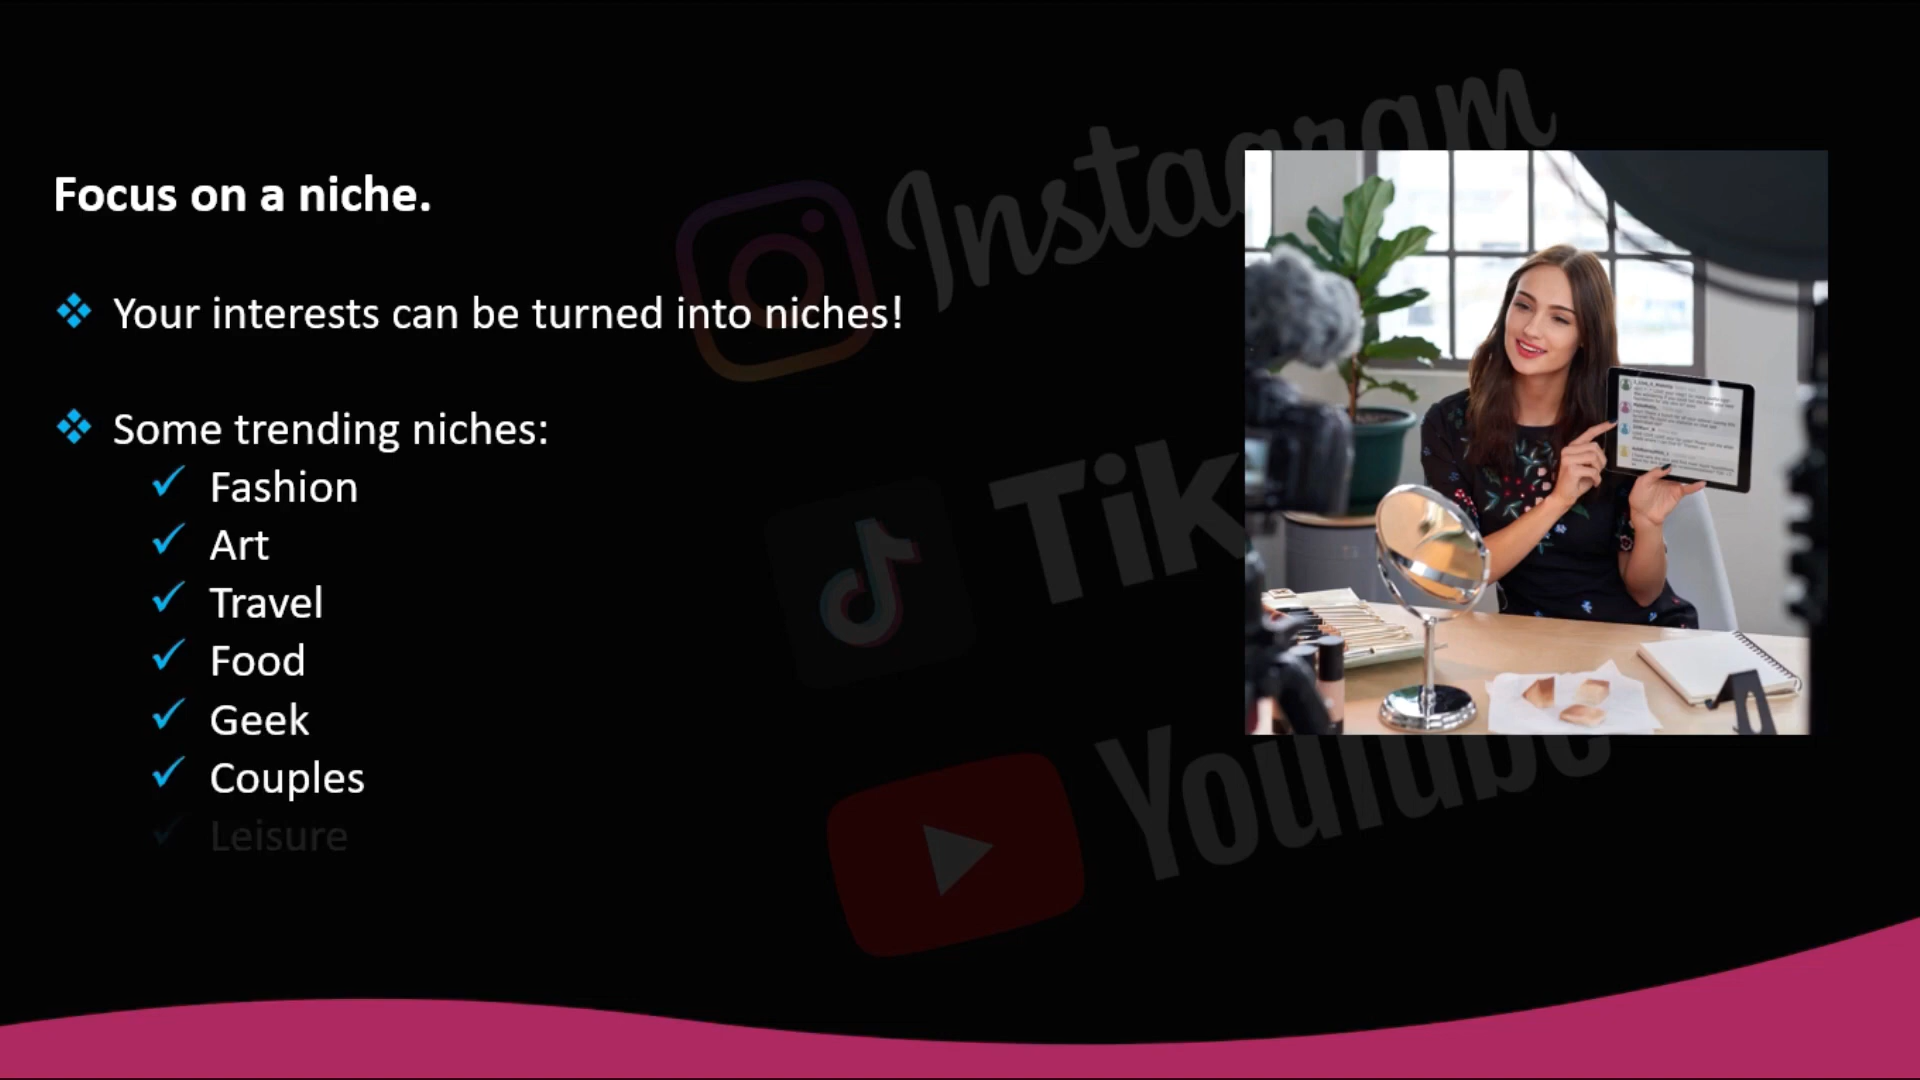 Focus on a niche.
Your interests can be turned into niches!
Some trending niches:
Fashion
Art
Travel
Food
Geek
Couples
Leisure
Instagram
Tik
YouTube